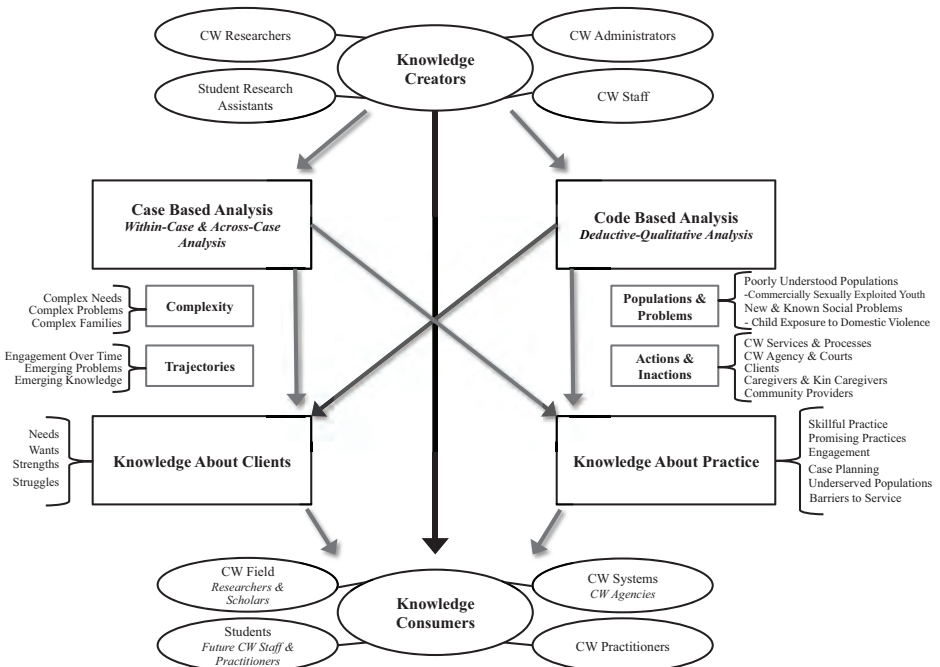 CW Researchers
CW Administrators
Knowledge
Creators
Student Research
Assistants
CW Staff
Case Based Analysis
Within-Case & Across-Case
Analysis
Code Based Analysis
Deductive-Qualitative Analysis
Complex Needs
Complex Problems
Complex Families
Complexity
Populations &
Problems
Poorly Understood Populations
-Commercially Sexually Exploited Youth
New & Known Social Problems
- Child Exposure to Domestic Violence
Engagement Over Time
Emerging Problems
Emerging Knowledge
Trajectories
Actions &
Inactions
CW Services & Processes
CW Agency & Courts
Clients
Caregivers & Kin Caregivers
Community Providers
Needs
Wants
Strengths
Struggles
Knowledge About Clients
Knowledge About Practice
Skillful Practice
Promising Practices
Engagement
Case Planning
Underserved Populations
Barriers to Service
CW Field
Researchers &
Scholars
CW Systems
CW Agencies
Knowledge
Consumers
Students
Future CW Staff &
Practitioners
CW Practitioners